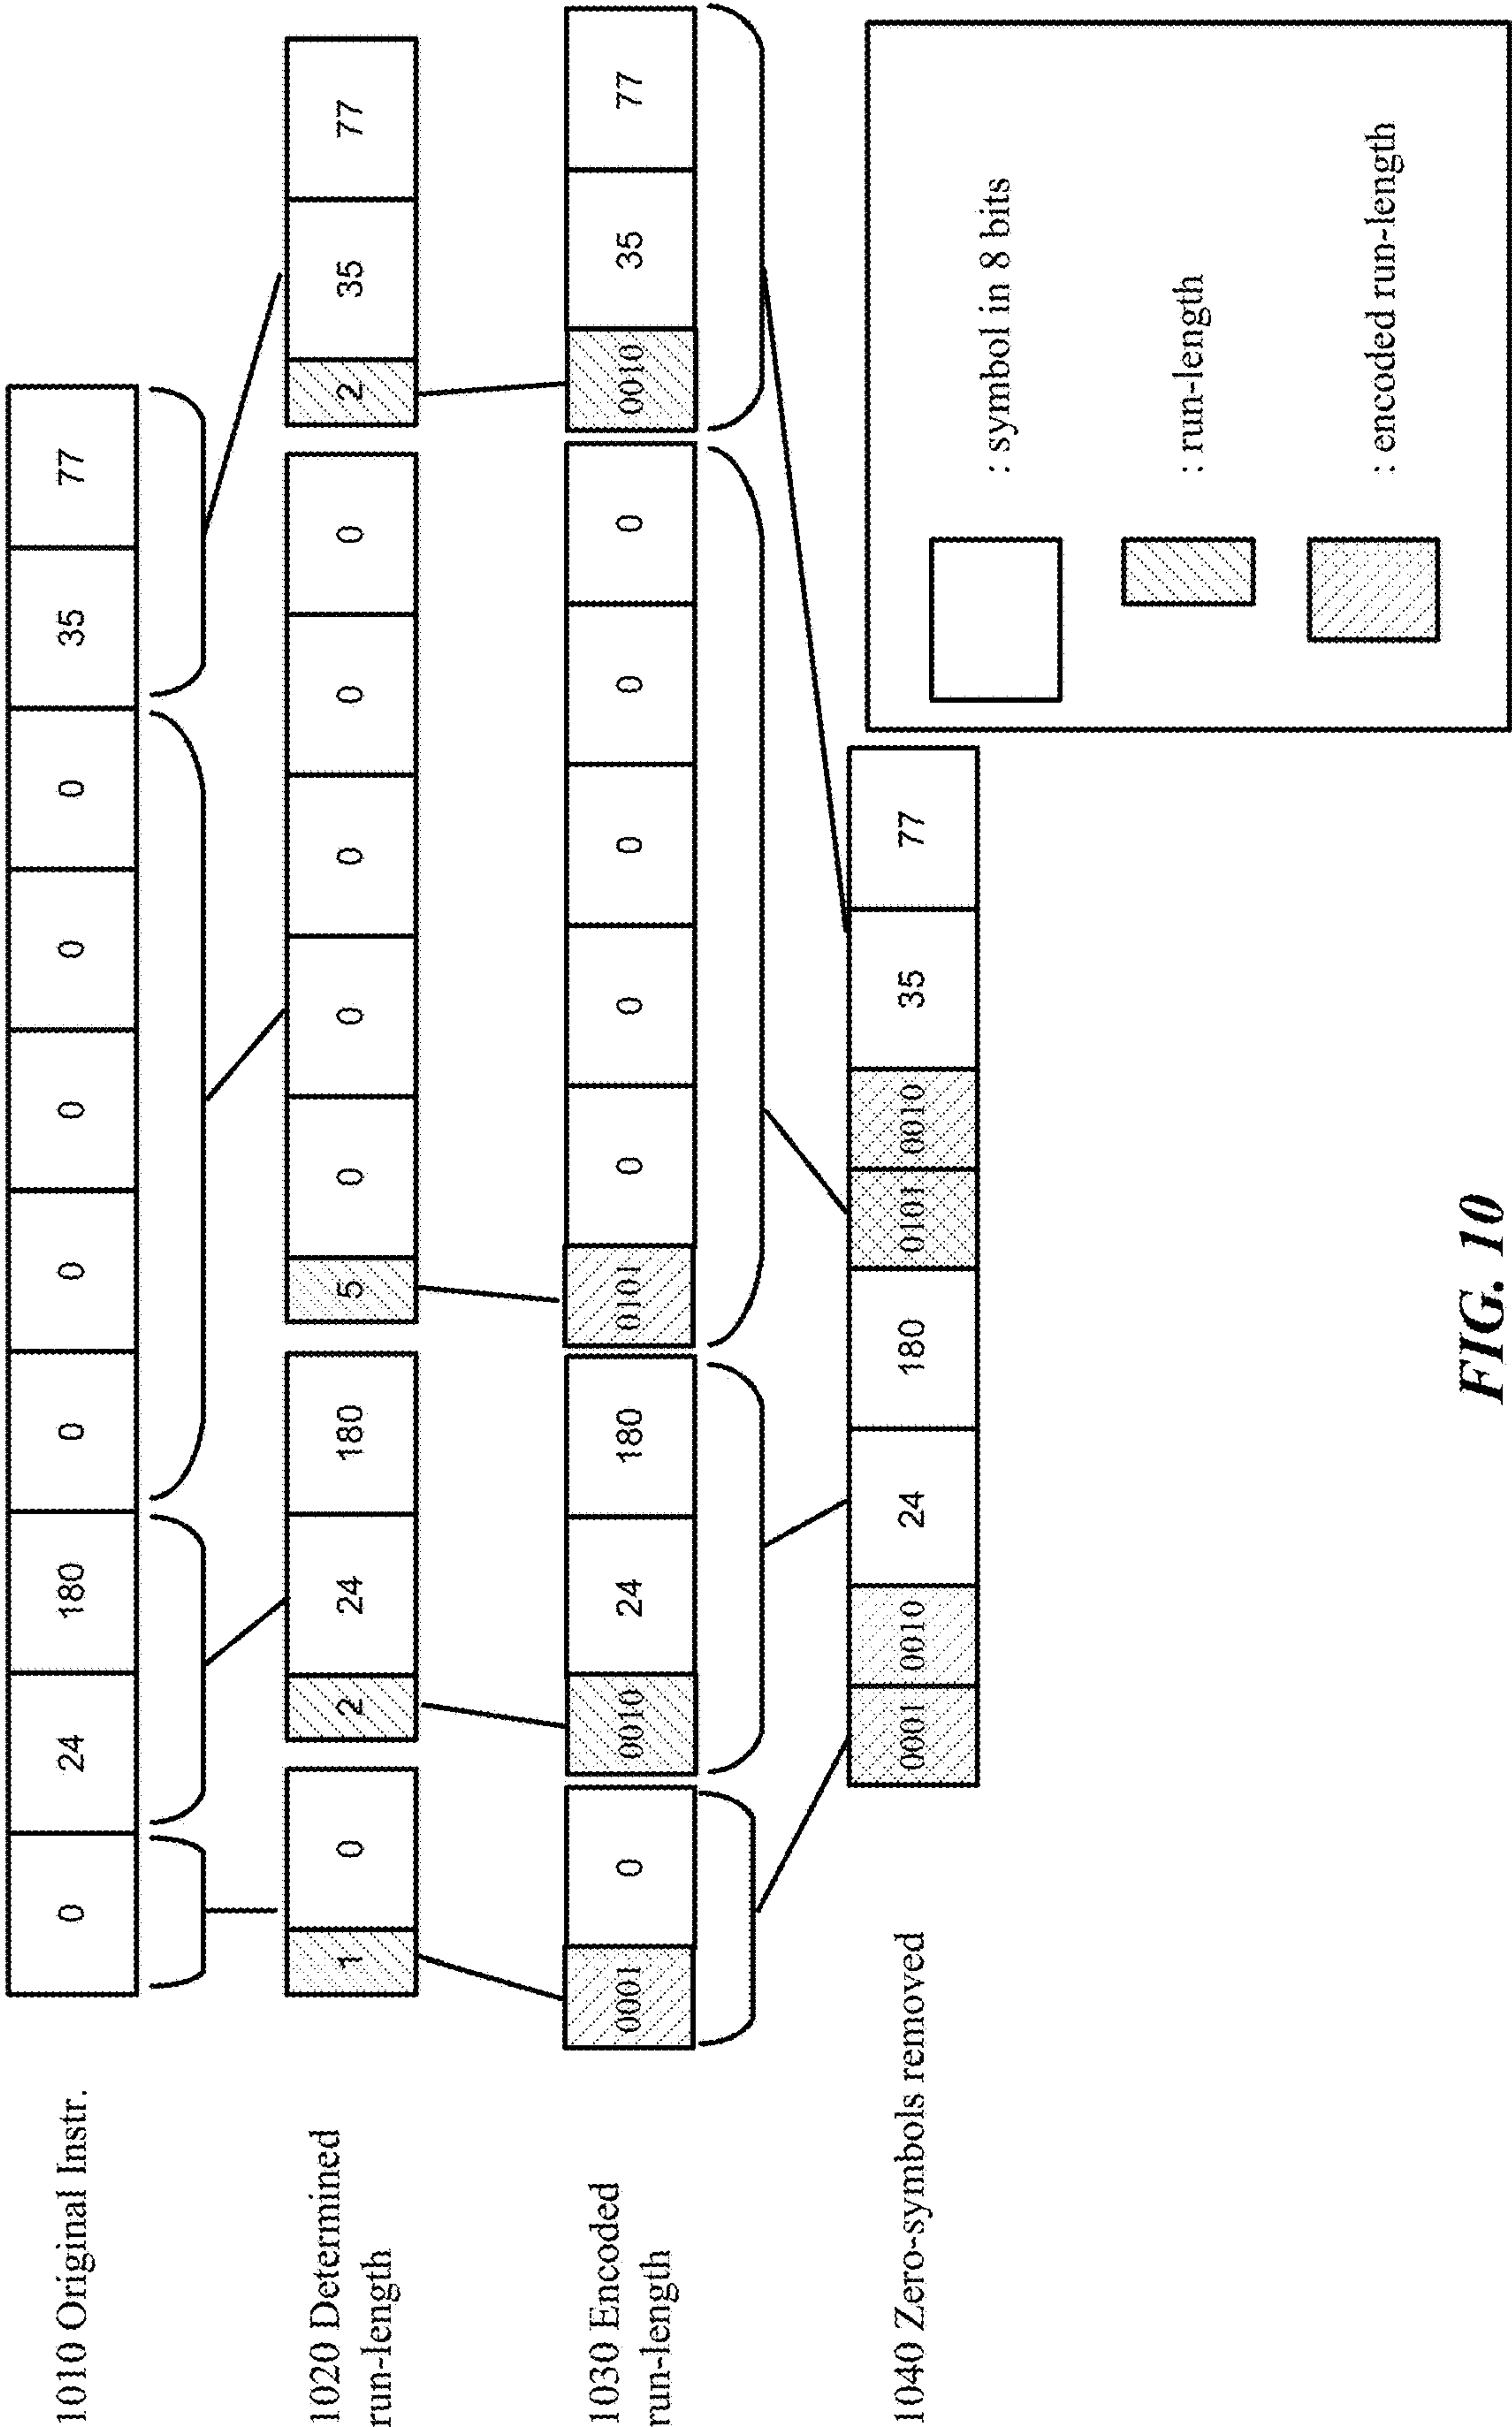 1010 Original Instr.
0 24 180 0 0 0 0 0 35 77
1020 Determined
run-length
1 0 2 24 180 5 0 0 0 0 0 2 35 77
1030 Encoded
run-length
0001 0 0010 24 180 0101 0 0 0 0 0 0010 35 77
1040 Zero-symbols removed
0001 0010 24 180 0101 0010 35 77
: symbol in 8 bits
: run-length
: encoded run-length
FIG. 10